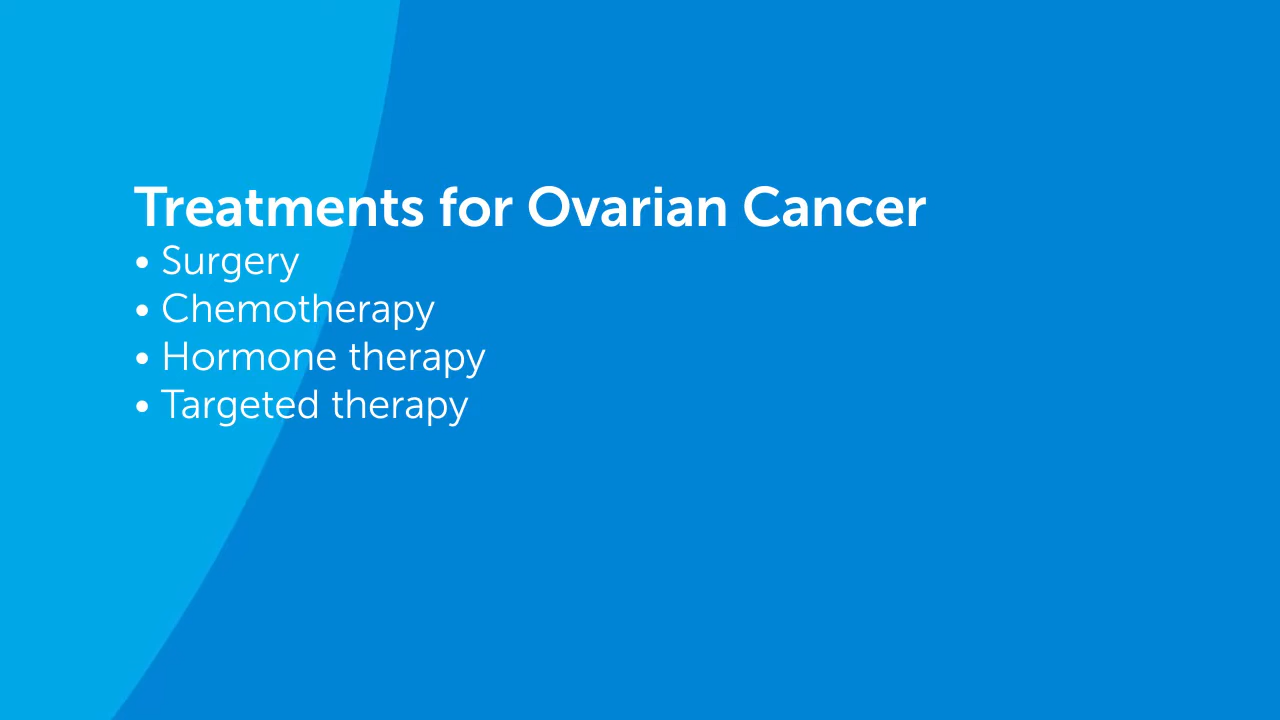 Treatments for Ovarian Cancer
• Surgery
• Chemotherapy
• Hormone therapy
• Targeted therapy